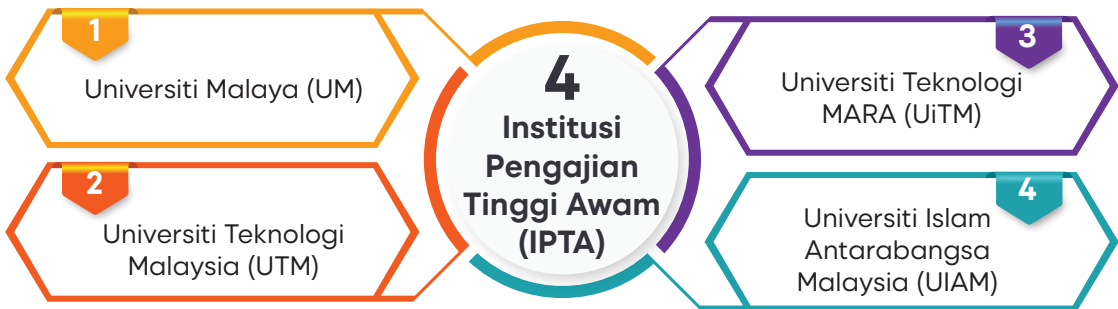 1
Universiti Malaya (UM)
2
Universiti Teknologi
Malaysia (UTM)
4
Institusi
Pengajian
Tinggi Awam
(IPTA)
3
Universiti Teknologi
MARA (UiTM)
4
Universiti Islam
Antarabangsa
Malaysia (UIAM)